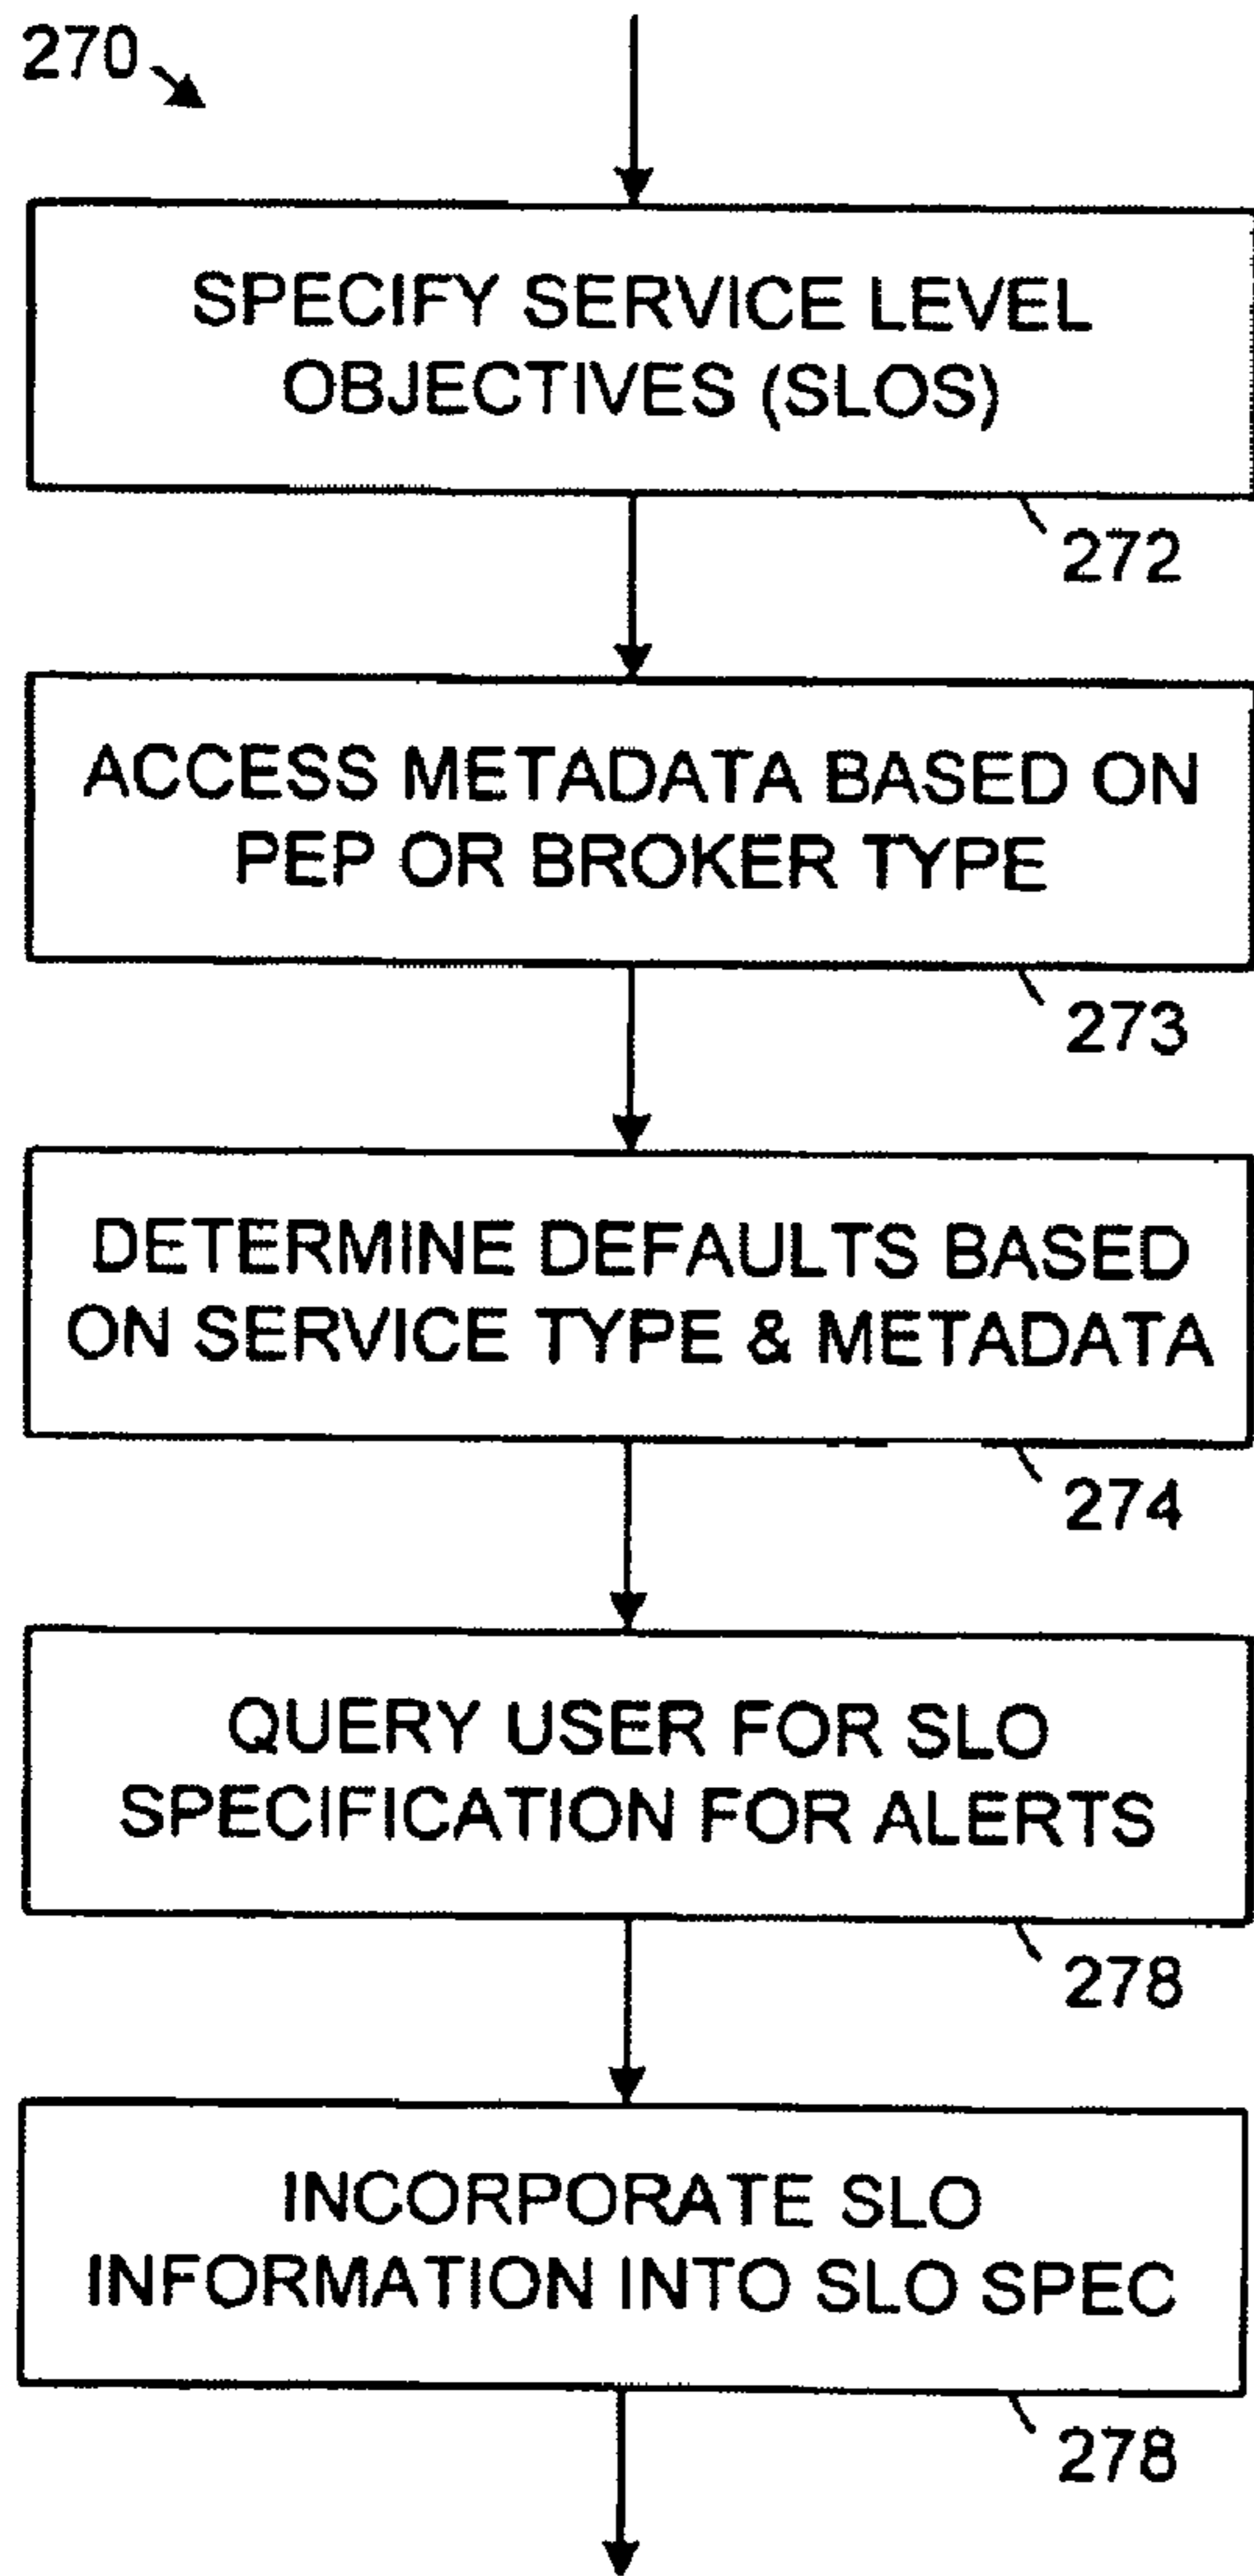 270
SPECIFY SERVICE LEVEL
OBJECTIVES (SLOS)
272
ACCESS METADATA BASED ON
PEP OR BROKER TYPE
273
DETERMINE DEFAULTS BASED
ON SERVICE TYPE & METADATA
274
QUERY USER FOR SLO
SPECIFICATION FOR ALERTS
278
INCORPORATE SLO
INFORMATION INTO SLO SPEC
278